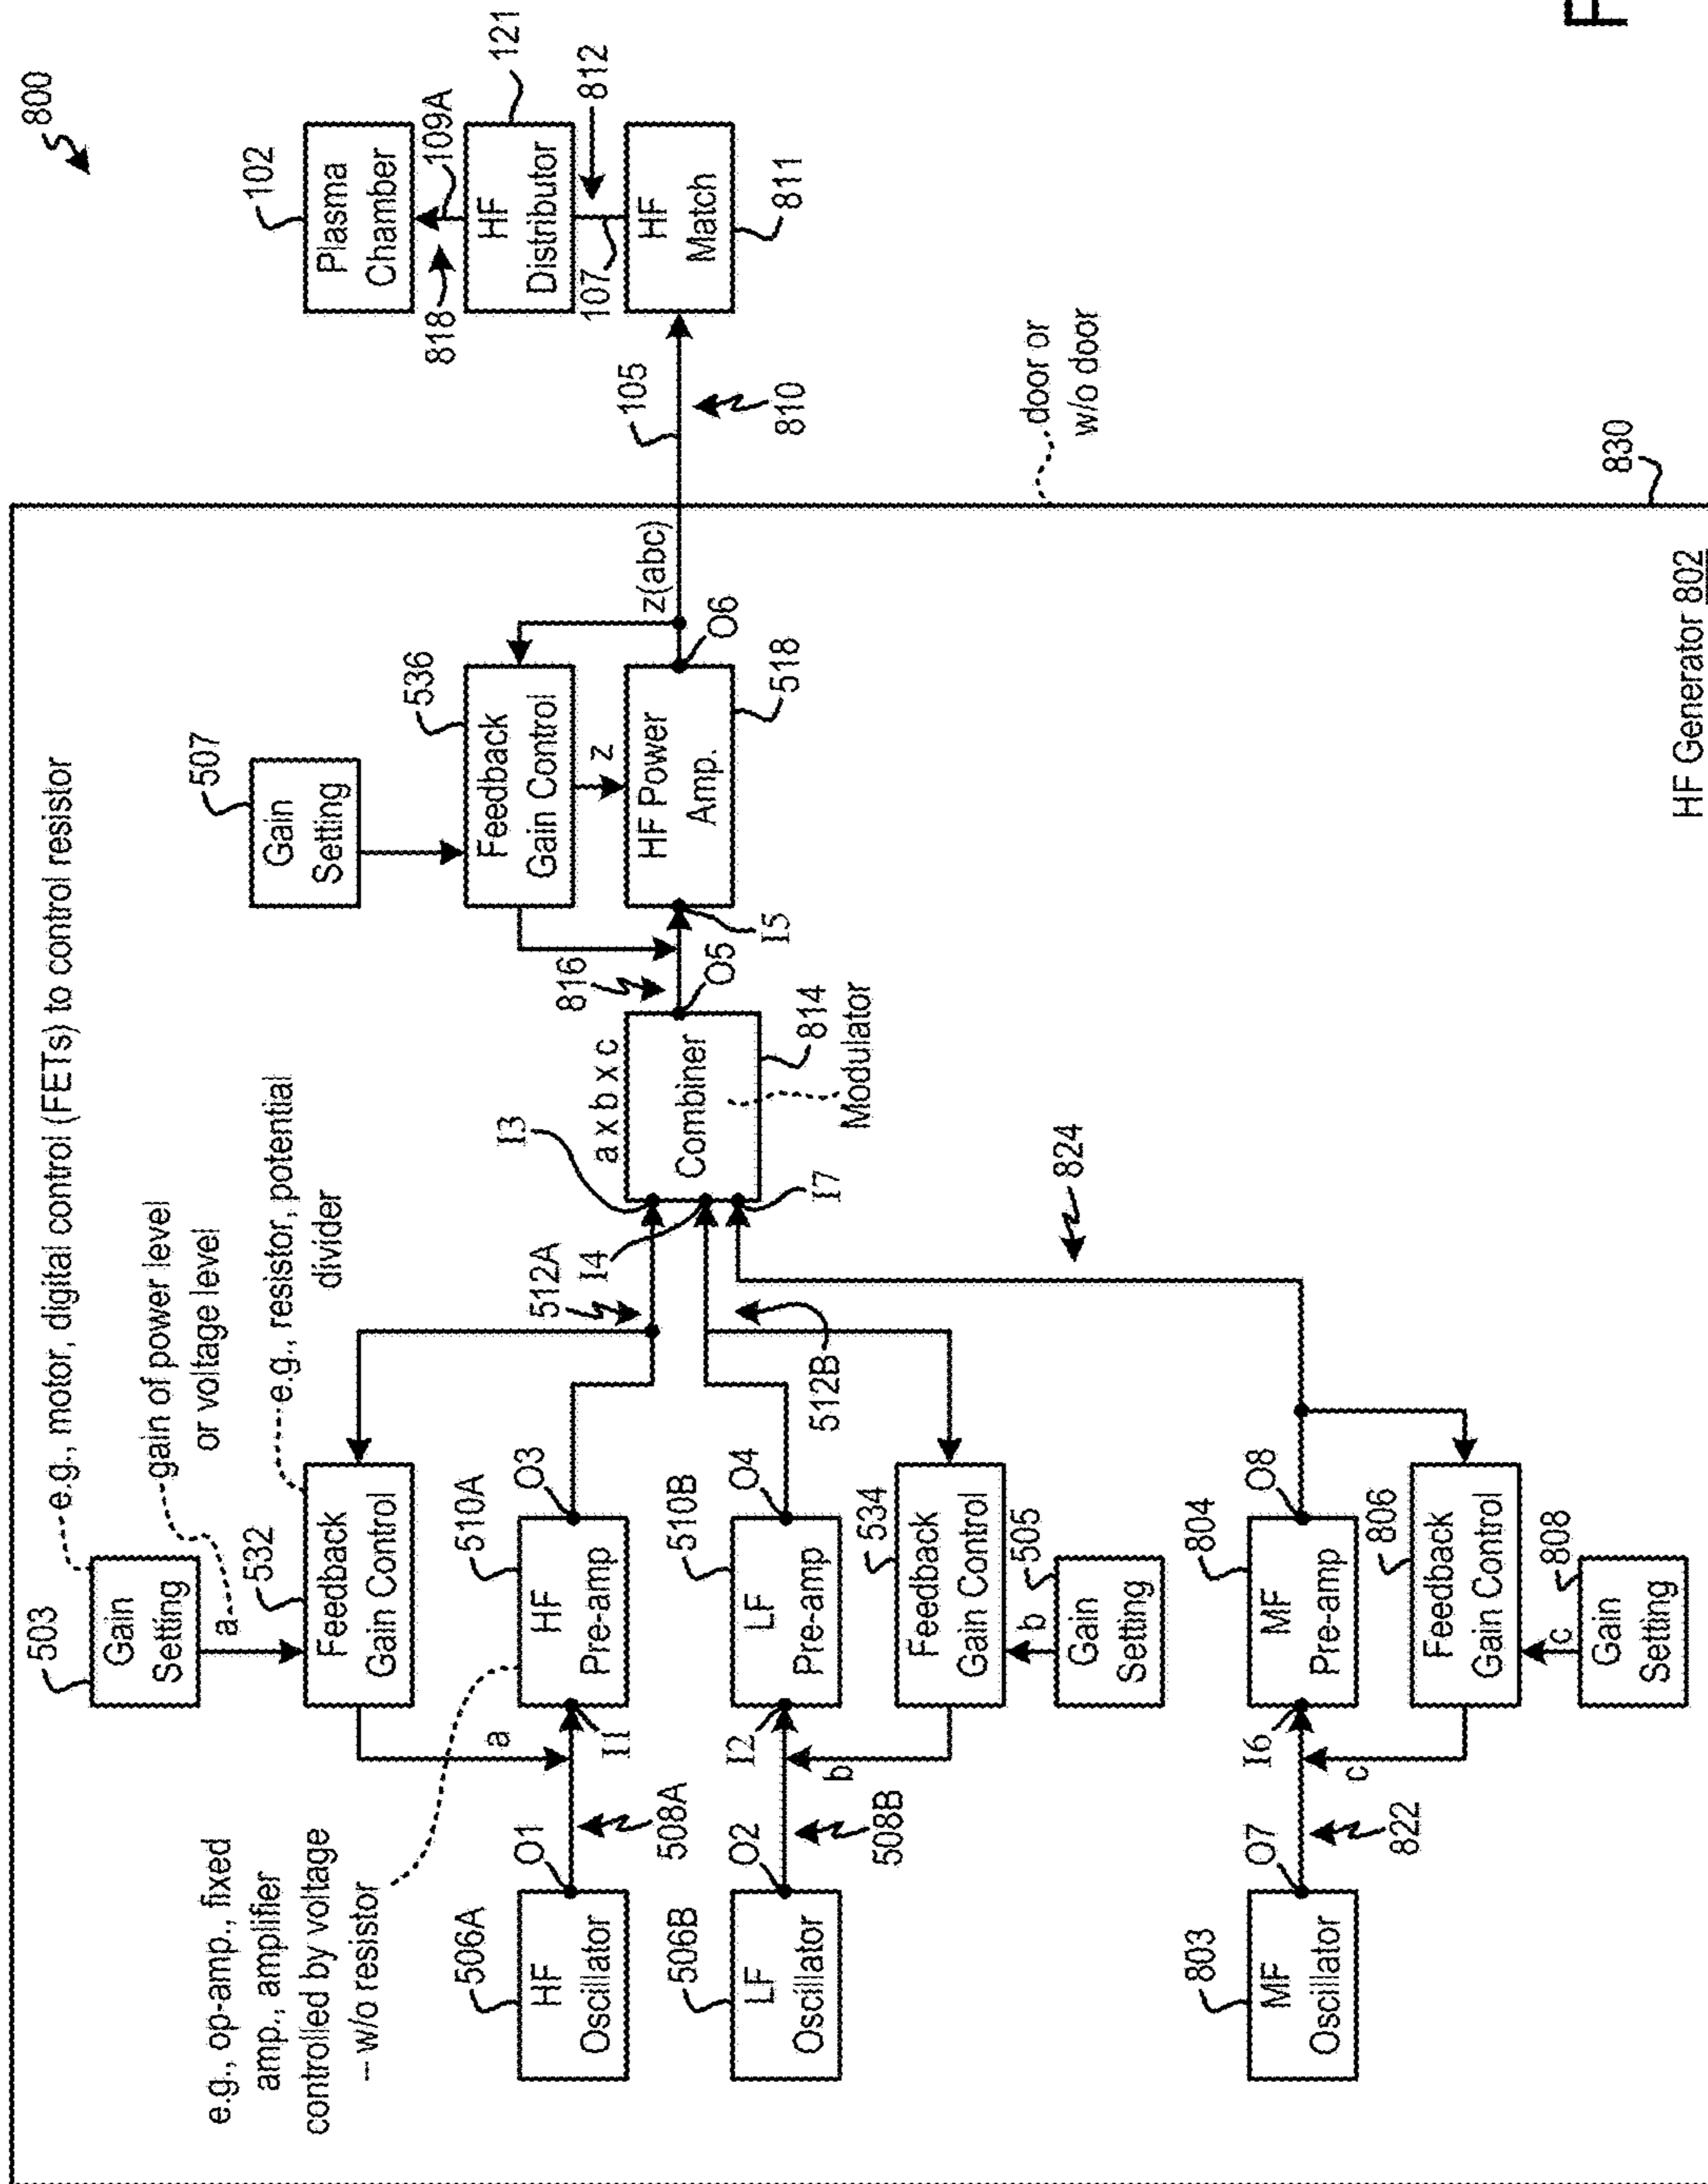 800
503
Gain
Setting
e.g., motor, digital control (FETs) to control resistor
a
gain of power level
or voltage level
532
Feedback
Gain Control
e.g., resistor, potential
divider
e.g., op-amp., fixed
amp., amplifier
controlled by voltage
– w/o resistor
a
506A
HF
Oscillator
O1
508A
I1
510A
HF
Pre-amp
O3
512A
506B
LF
Oscillator
O2
508B
I2
b
510B
LF
Pre-amp
O4
512B
534
Feedback
Gain Control
b
505
Gain
Setting
803
MF
Oscillator
O7
822
I6
c
804
MF
Pre-amp
O8
824
806
Feedback
Gain Control
c
808
Gain
Setting
I3
I4
I7
a x b x c
Combiner
814
Modulator
O5
816
I5
507
Gain
Setting
536
Feedback
Gain Control
z
HF Power
Amp.
518
O6
z(abc)
105
810
102
Plasma
Chamber
109A
818
121
HF
Distributor
107
812
HF
Match
811
door or
w/o door
830
HF Generator 802